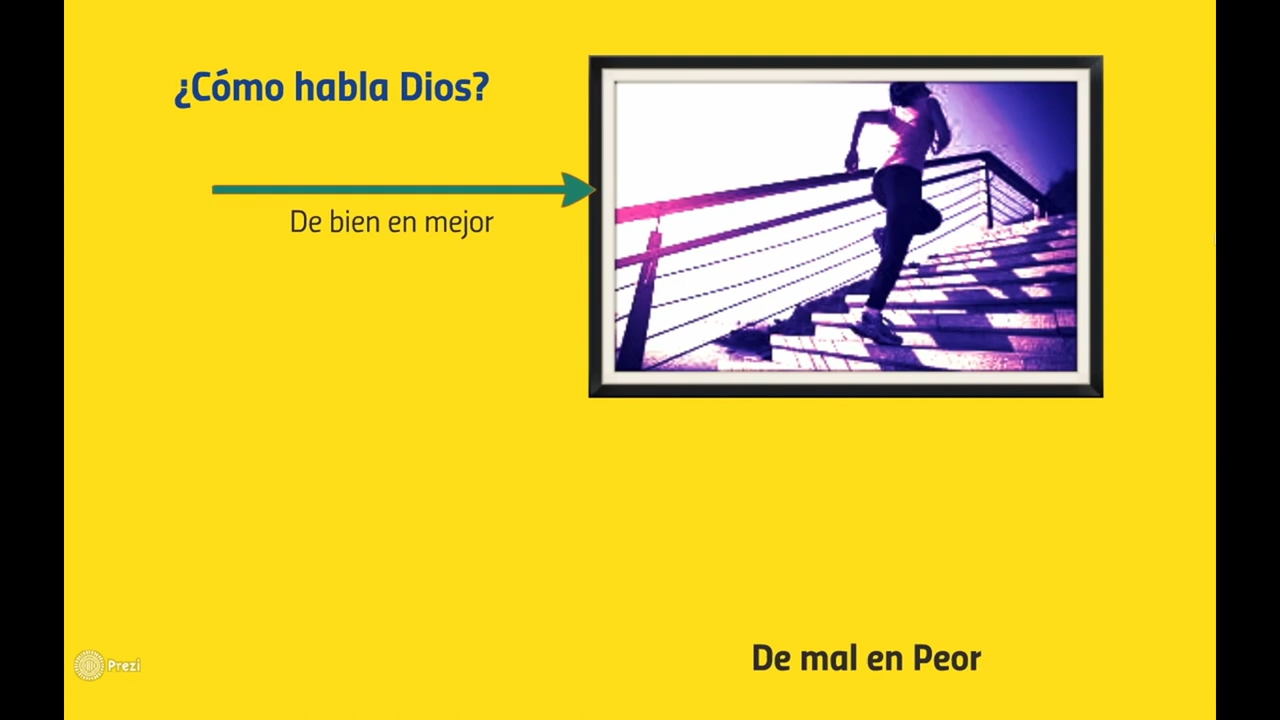 ¿Cómo habla Dios?
De bien en mejor
De mal en Peor
Prezi